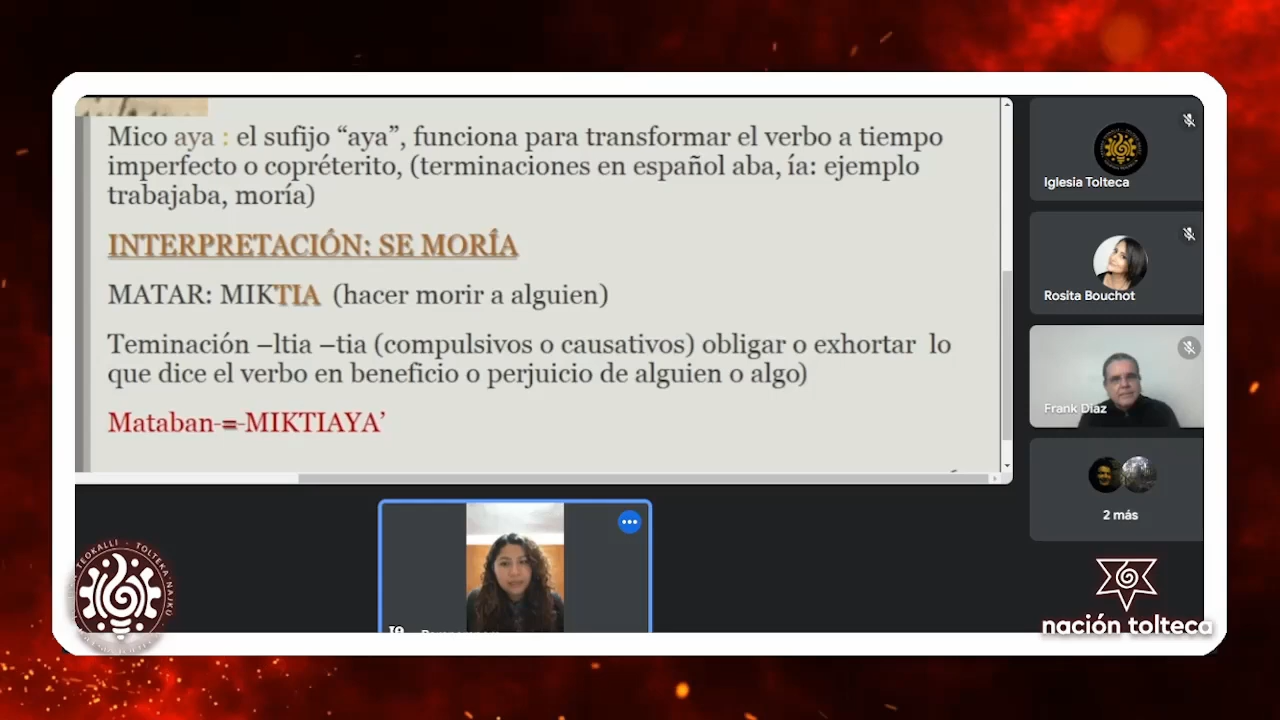 Mico aya : el sufijo “aya”, funciona para transformar el verbo a tiempo
imperfecto o copréterito, (terminaciones en español aba, ía: ejemplo
trabajaba, moría)
INTERPRETACIÓN: SE MORÍA
MATAR: MIKTIA (hacer morir a alguien)
Teminación –ltia –tia (compulsivos o causativos) obligar o exhortar lo
que dice el verbo en beneficio o perjuicio de alguien o algo)
Mataban-=-MIKTIAYA’
Iglesia Tolteca
Rosita Bouchot
Frank Díaz
2 más
TEOKALLI · TOLTEKA
nación tolteca